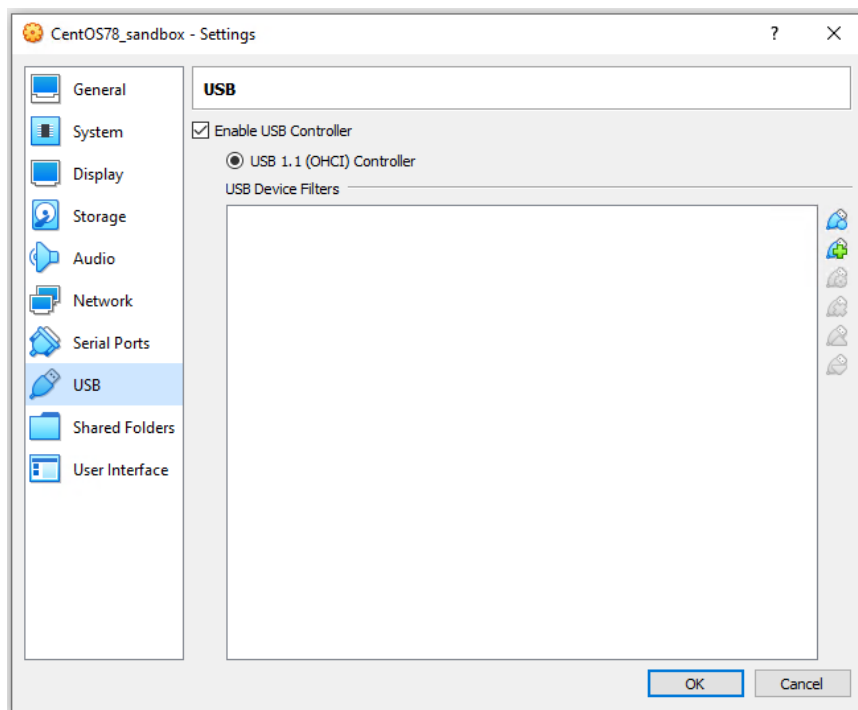 CentOS78_sandbox - Settings
?
General
System
Display
Storage
Audio
Network
Serial Ports
USB
Shared Folders
User Interface
USB
Enable USB Controller
USB 1.1 (OHCI) Controller
USB Device Filters
OK
Cancel